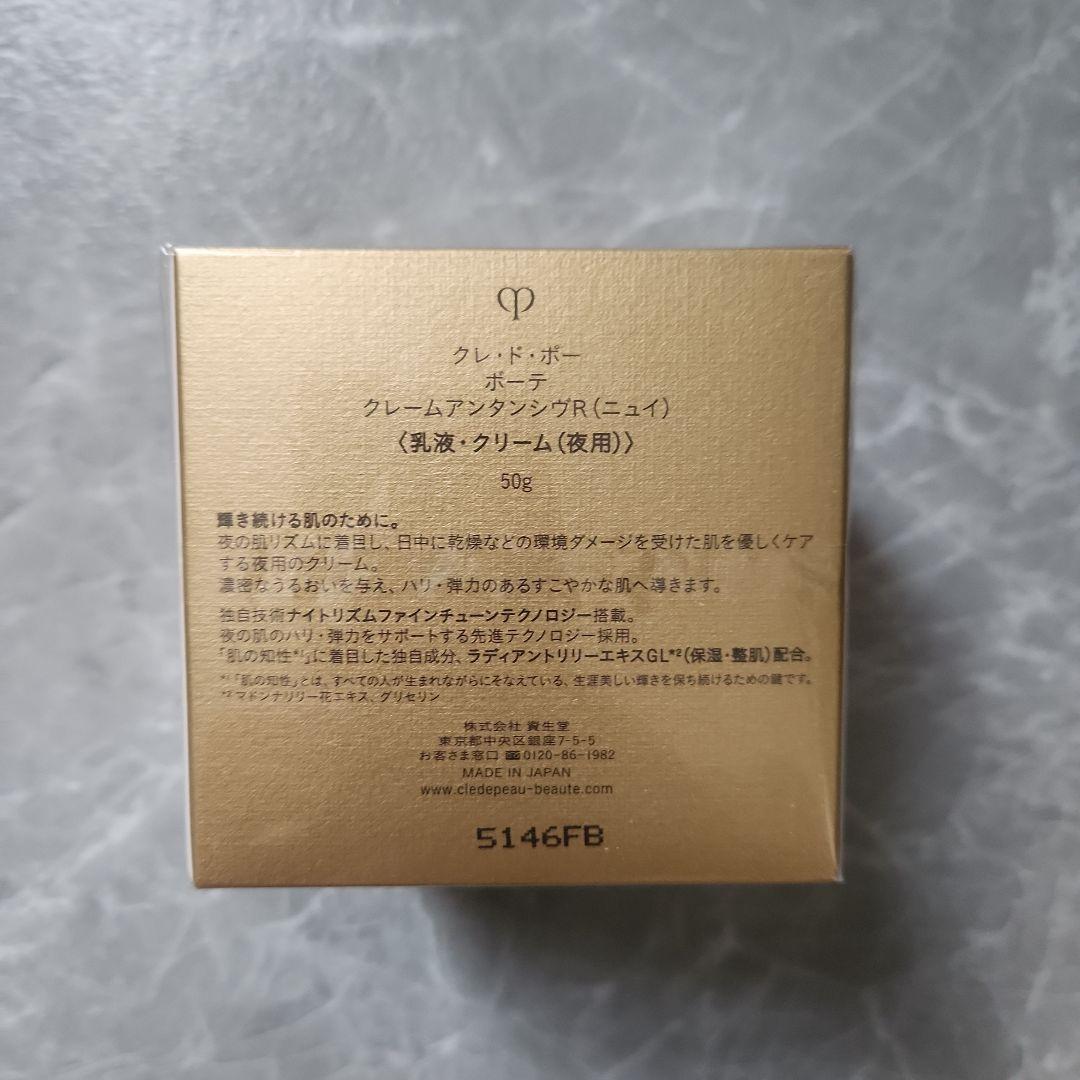 クレ・ド・ポー
ボーテ
クレームアンタンシヴR(ニュイ)
〈乳液・クリーム(夜用)〉
50g
輝き続ける肌のために。
夜の肌リズムに着目し、日中に乾燥などの環境ダメージを受けた肌を優しくケア
する夜用のクリーム。
濃密なうるおいを与え、ハリ・弾力のあるすこやかな肌へ導きます。
独自技術ナイトリズムファインチューンテクノロジー搭載。
夜の肌のハリ・弾力をサポートする先進テクノロジー採用。
「肌の知性*1」に着目した独自成分、ラディアントリリーエキスGL*2(保湿・整肌)配合。
*1「肌の知性」とは、すべての人が生まれながらにそなえている、生涯美しい輝きを保ち続けるための鍵です。
*2 マドンナリリー花エキス、グリセリン
株式会社 資生堂
東京都中央区銀座7-5-5
お客さま窓口 ☎0120-86-1982
MADE IN JAPAN
www.cledepeau-beaute.com
5146FB